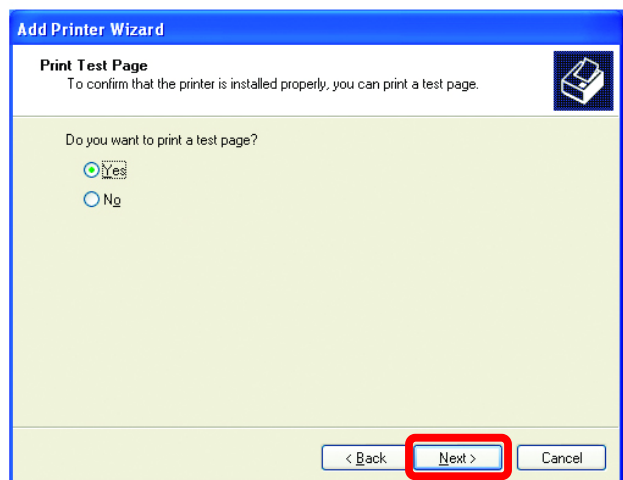 Add Printer Wizard
Print Test Page
To confirm that the printer is installed properly, you can print a test page.
Do you want to print a test page?
Yes
No
< Back Next > Cancel